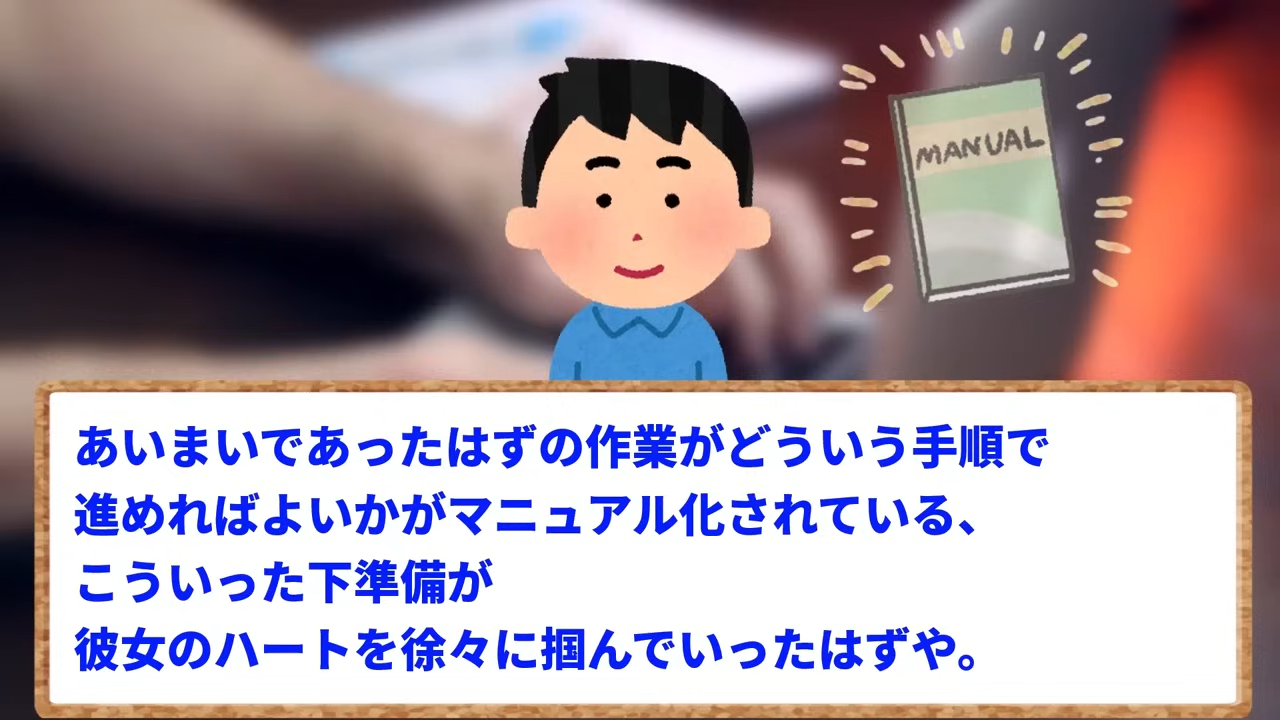 MANUAL
あいまいであったはずの作業がどういう手順で
進めればよいかがマニュアル化されている、
こういった下準備が
彼女のハートを徐々に掴んでいったはずや。